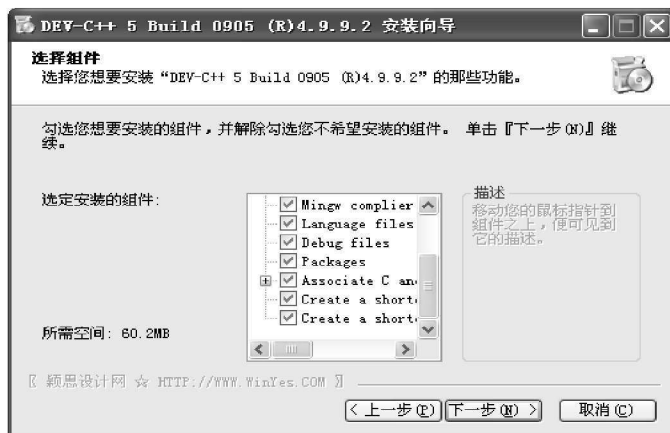 DEV-C++ 5 Build 0905 (R)4.9.9.2 安装向导
选择组件
选择您想要安装“DEV-C++ 5 Build 0905 (R)4.9.9.2”的那些功能。
勾选您想要安装的组件，并解除勾选您不希望安装的组件。 单击『下一步(N)』继
续。
选定安装的组件:
Mingw complier
Language files
Debug files
Packages
Associate C an
Create a short
Create a short
描述
移动您的鼠标指针到
组件之上，便可见到
它的描述。
所需空间: 60.2MB
〖 颖思设计网 ☆ HTTP://WWW.WinYes.COM 〗
< 上一步(P)
下一步(N) >
取消(C)